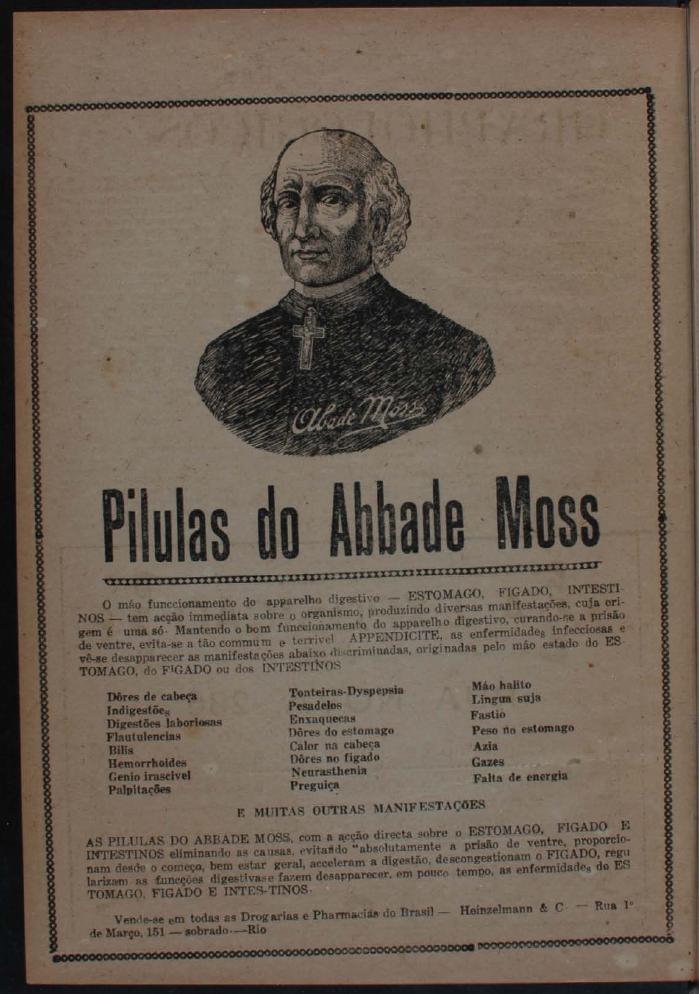 Abade Moss
Pilulas do Abbade Moss
O máo funccionamento do apparelho digestivo — ESTOMAGO, FIGADO, INTESTI-
NOS — tem acção immediata sobre o organismo, produzindo diversas manifestações, cuja ori-
gem é uma só. Mantendo o bom funccionamento do apparelho digestivo, curando-se a prisão
de ventre, evita-se a tão commum e terrivel APPENDICITE, as enfermidades infecciosas e
vê-se desapparecer as manifestações abaixo discriminadas, originadas pelo máo estado do ES-
TOMAGO, do FIGADO ou dos INTESTINOS
Dôres de cabeça
Indigestões
Digestões laboriosas
Flautulencias
Bilis
Hemorrhoides
Genio irascivel
Palpitações
Tonteiras-Dyspepsia
Pesadelos
Enxaquecas
Dôres do estomago
Calor na cabeça
Dôres no figado
Neurasthenia
Preguiça
Máo halito
Lingua suja
Fastio
Peso no estomago
Azia
Gazes
Falta de energia
E MUITAS OUTRAS MANIFESTAÇÕES
AS PILULAS DO ABBADE MOSS, com a acção directa sobre o ESTOMAGO, FIGADO E
INTESTINOS eliminando as causas, evitando "absolutamente a prisão de ventre, proporcio-
nam desde o começo, bem estar geral, acceleram a digestão, descongestionam o FIGADO, regu
larizam as funcções digestivase fazem desapparecer, em pouco tempo, as enfermidades do ES
TOMAGO, FIGADO E INTES-TINOS.
Vende-se em todas as Drogarias e Pharmacias do Brasil — Heinzelmann & C. — Rua 1º
de Março, 151 — sobrado.—Rio